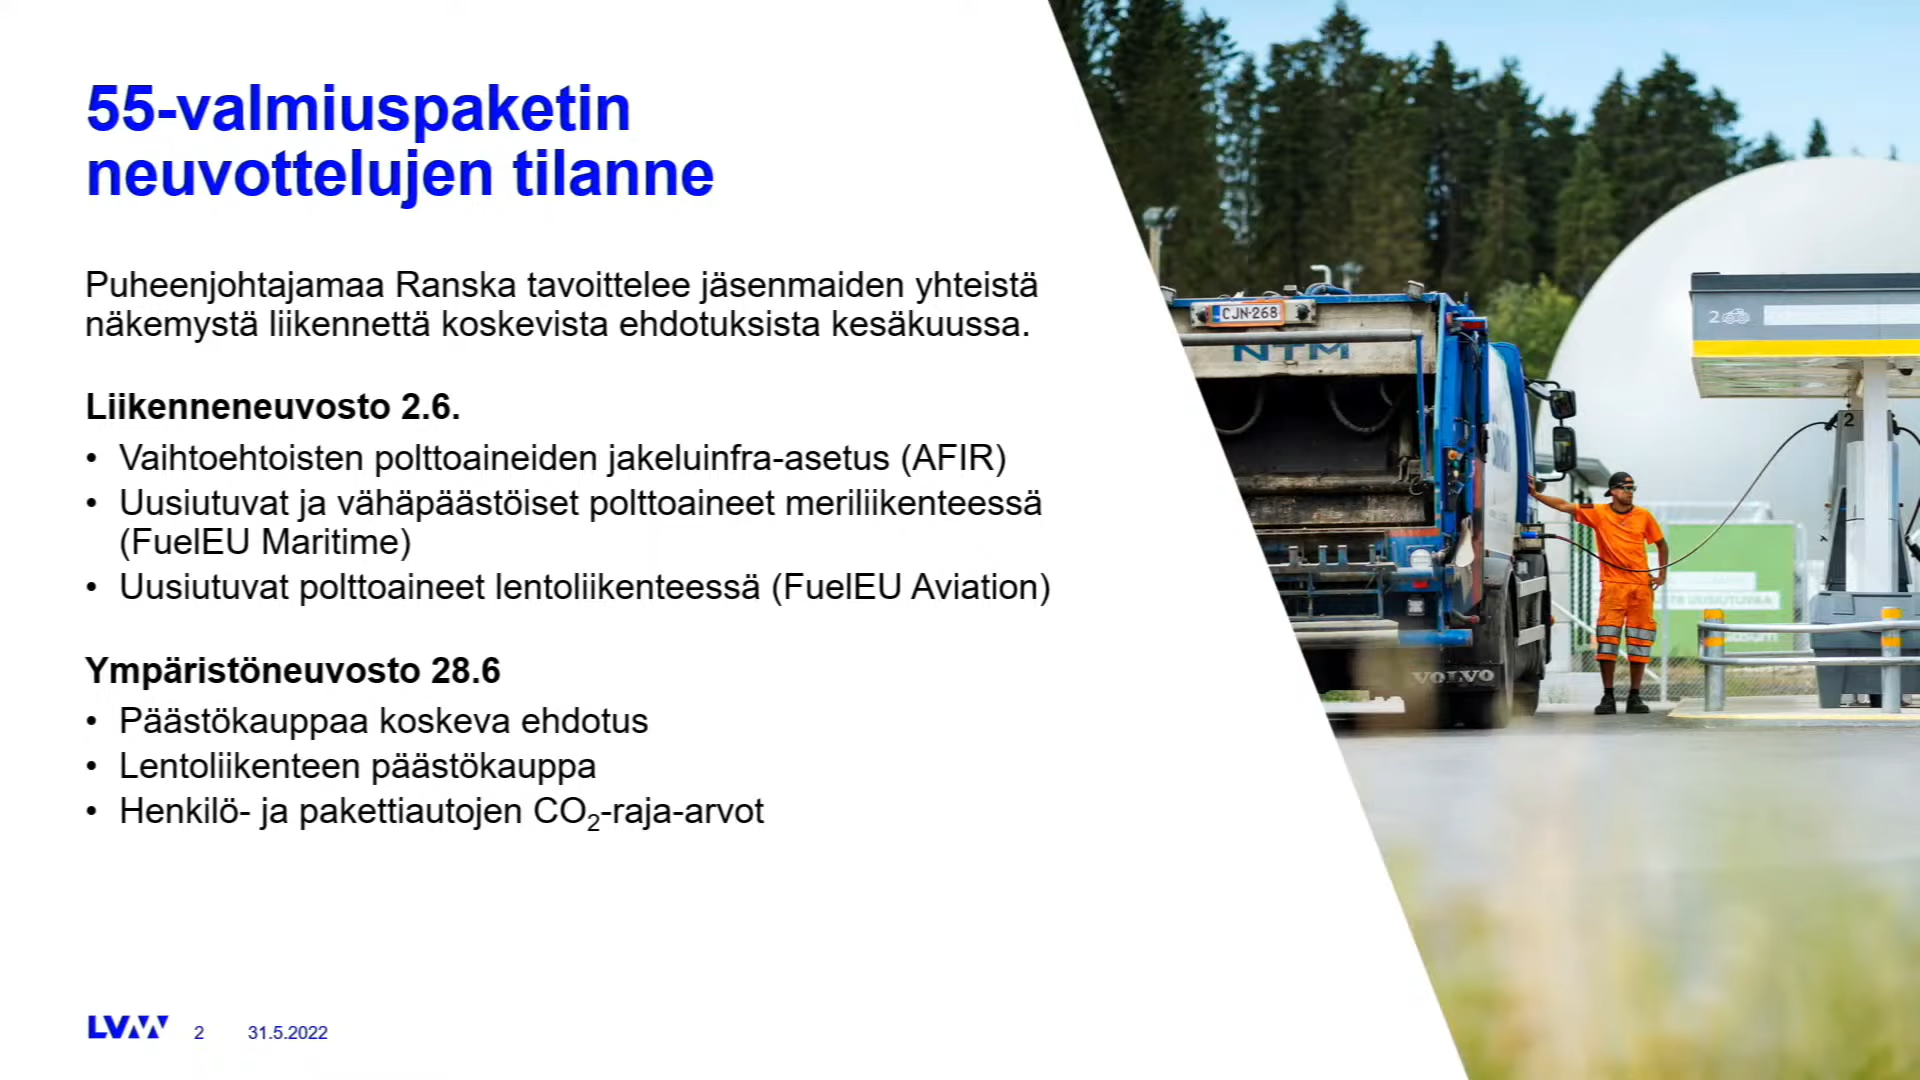 55-valmiuspaketin
neuvottelujen tilanne
Puheenjohtajamaa Ranska tavoittelee jäsenmaiden yhteistä
näkemystä liikennettä koskevista ehdotuksista kesäkuussa.
Liikenneneuvosto 2.6.
• Vaihtoehtoisten polttoaineiden jakeluinfra-asetus (AFIR)
• Uusiutuvat ja vähäpäästöiset polttoaineet meriliikenteessä
(FuelEU Maritime)
• Uusiutuvat polttoaineet lentoliikenteessä (FuelEU Aviation)
Ympäristöneuvosto 28.6
• Päästökauppaa koskeva ehdotus
• Lentoliikenteen päästökauppa
• Henkilö- ja pakettiautojen CO₂-raja-arvot
LVM 2 31.5.2022
CJN-268
NTM
VOLVO
2
2